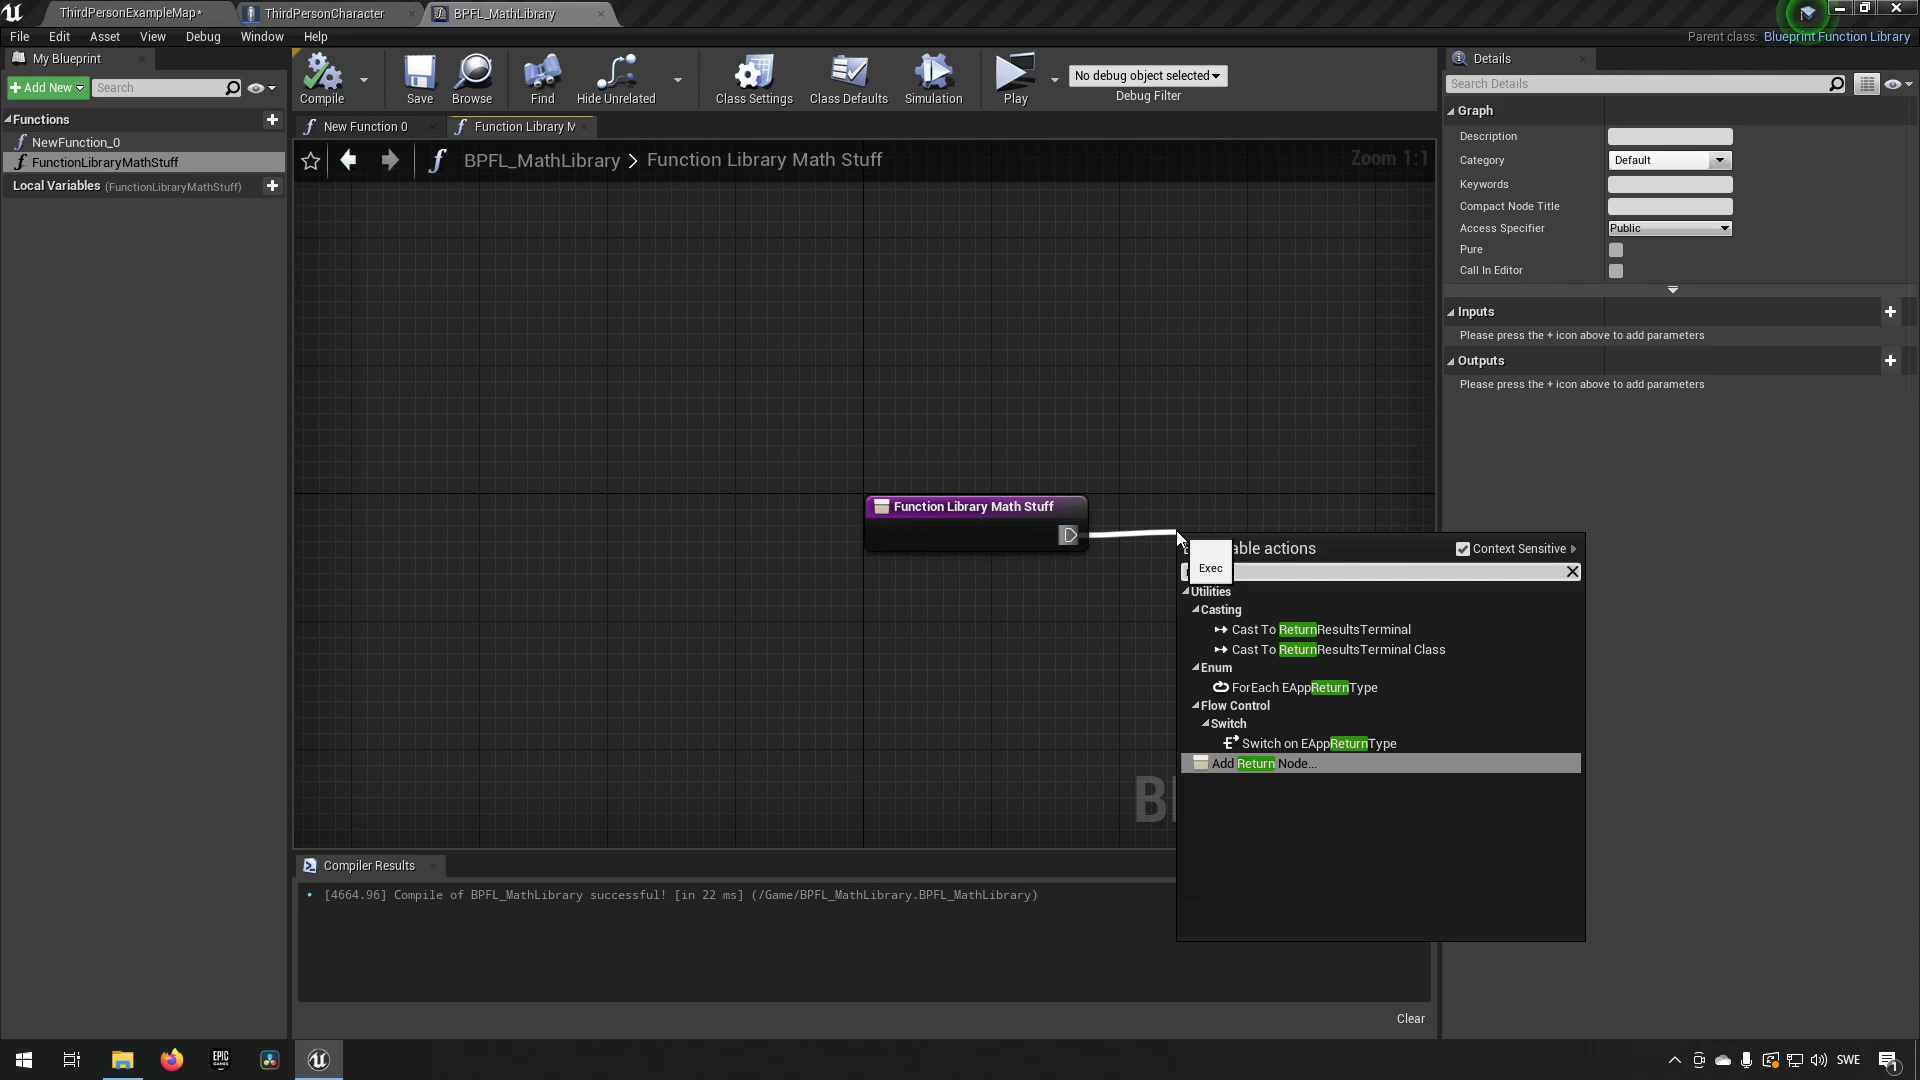 ThirdPersonExampleMap*
ThirdPersonCharacter
BPFL_MathLibrary
File
Edit
Asset
View
Debug
Window
Help
Parent class: Blueprint Function Library
My Blueprint
Add New
Search
Functions
NewFunction_0
FunctionLibraryMathStuff
Local Variables (FunctionLibraryMathStuff)
Compile
Save
Browse
Find
Hide Unrelated
Class Settings
Class Defaults
Simulation
Play
No debug object selected
Debug Filter
New Function 0
Function Library M
BPFL_MathLibrary > Function Library Math Stuff
Zoom 1:1
Function Library Math Stuff
Exec
able actions
Context Sensitive
Utilities
Casting
Cast To ReturnResultsTerminal
Cast To ReturnResultsTerminal Class
Enum
ForEach EAppReturnType
Flow Control
Switch
Switch on EAppReturnType
Add Return Node...
Compiler Results
• [4664.96] Compile of BPFL_MathLibrary successful! [in 22 ms] (/Game/BPFL_MathLibrary.BPFL_MathLibrary)
Clear
Details
Search Details
Graph
Description
Category
Default
Keywords
Compact Node Title
Access Specifier
Public
Pure
Call In Editor
Inputs
Please press the + icon above to add parameters
Outputs
Please press the + icon above to add parameters
EPIC
GAMES
SWE
1